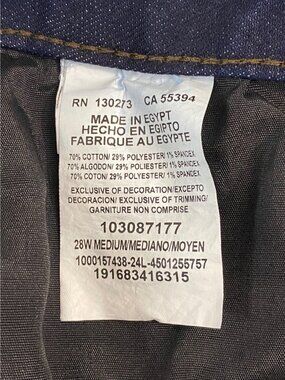 RN 130273 CA 55394
MADE IN EGYPT
HECHO EN EGIPTO
FABRIQUE AU EGYPTE
70% COTTON/ 29% POLYESTER/ 1% SPANDEX
70% ALGODON/ 29% POLYESTER/ 1% SPANDEX
70% COTON/ 29% POLYESTER/ 1% SPANDEX
EXCLUSIVE OF DECORATION/EXCEPTO
DECORACION/ EXCLUSIVE OF TRIMMING/
GARNITURE NON COMPRISE
103087177
28W MEDIUM/MEDIANO/MOYEN
1000157438-24L-4501255757
191683416315